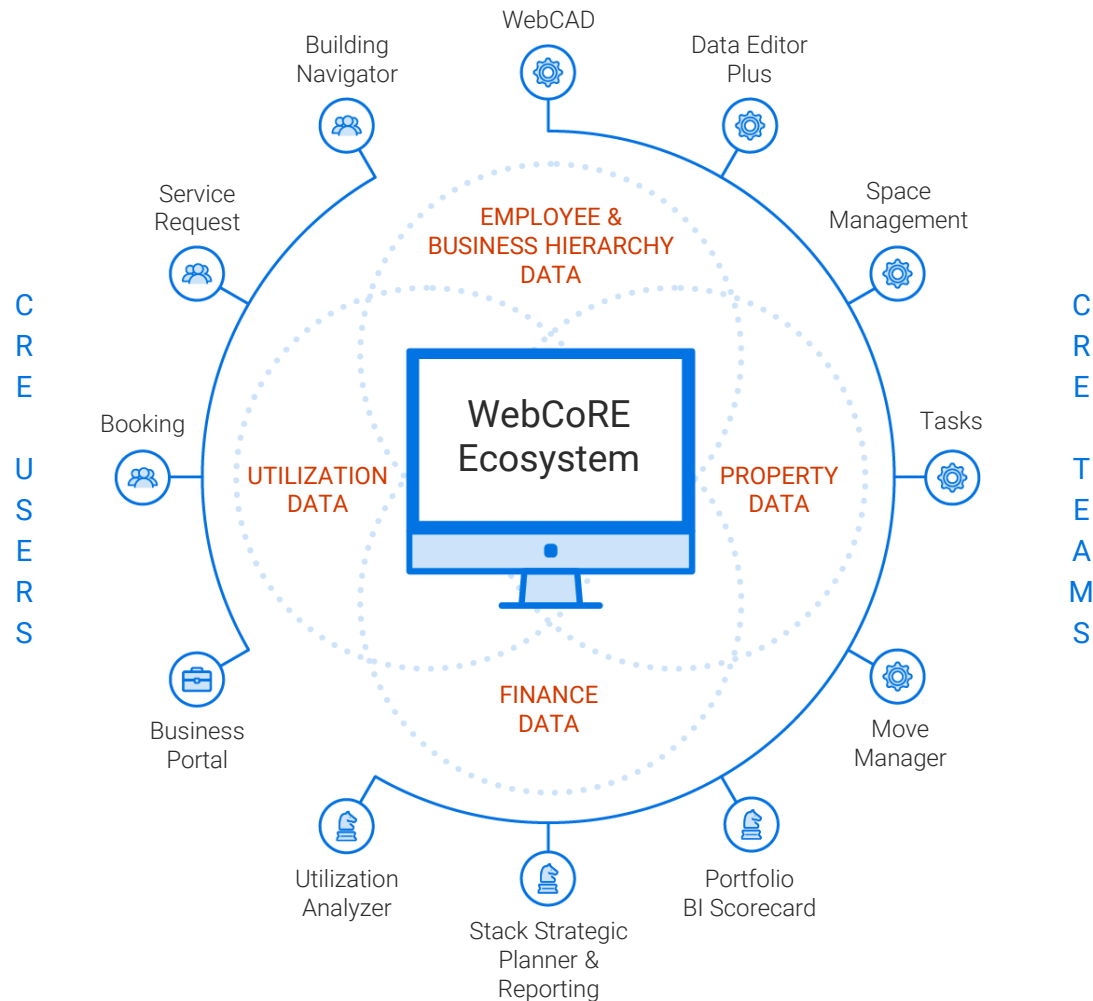 WebCAD
Building
Navigator
Data Editor
Plus
Service
Request
Space
Management
EMPLOYEE &
BUSINESS HIERARCHY
DATA
C
R
E
U
S
E
R
S
C
R
E
T
E
A
M
S
WebCoRE
Ecosystem
Booking
Tasks
UTILIZATION
DATA
PROPERTY
DATA
FINANCE
DATA
Business
Portal
Move
Manager
Utilization
Analyzer
Portfolio
BI Scorecard
Stack Strategic
Planner &
Reporting